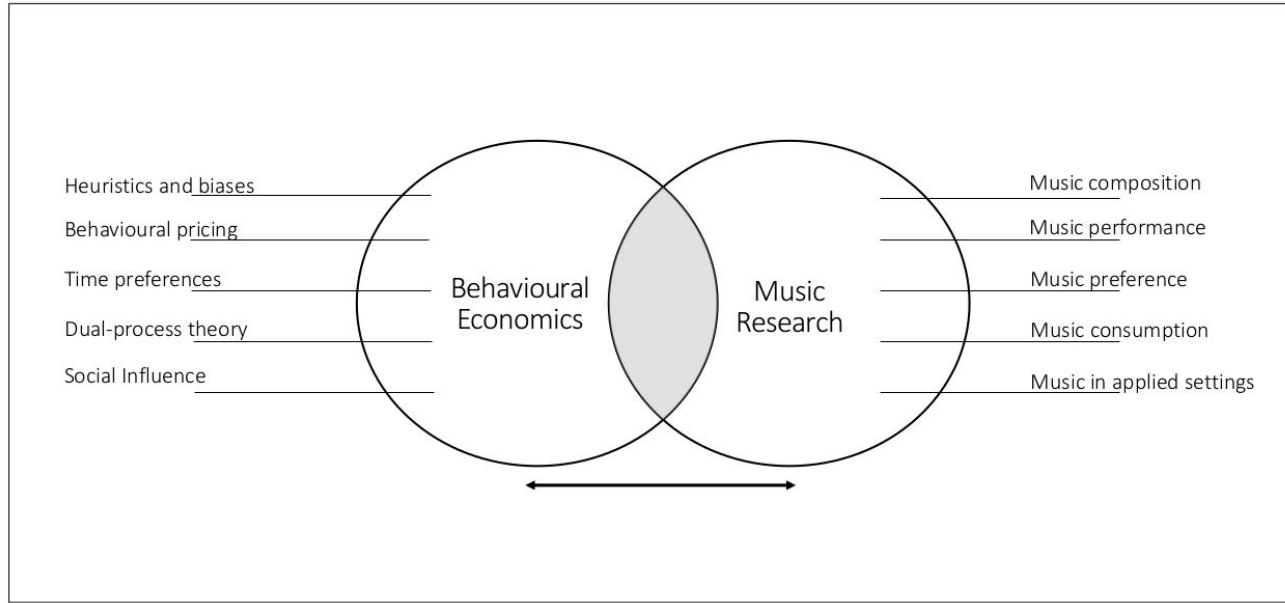 Heuristics and biases
Behavioural pricing
Time preferences
Dual-process theory
Social Influence
Behavioural
Economics
Music
Research
Music composition
Music performance
Music preference
Music consumption
Music in applied settings